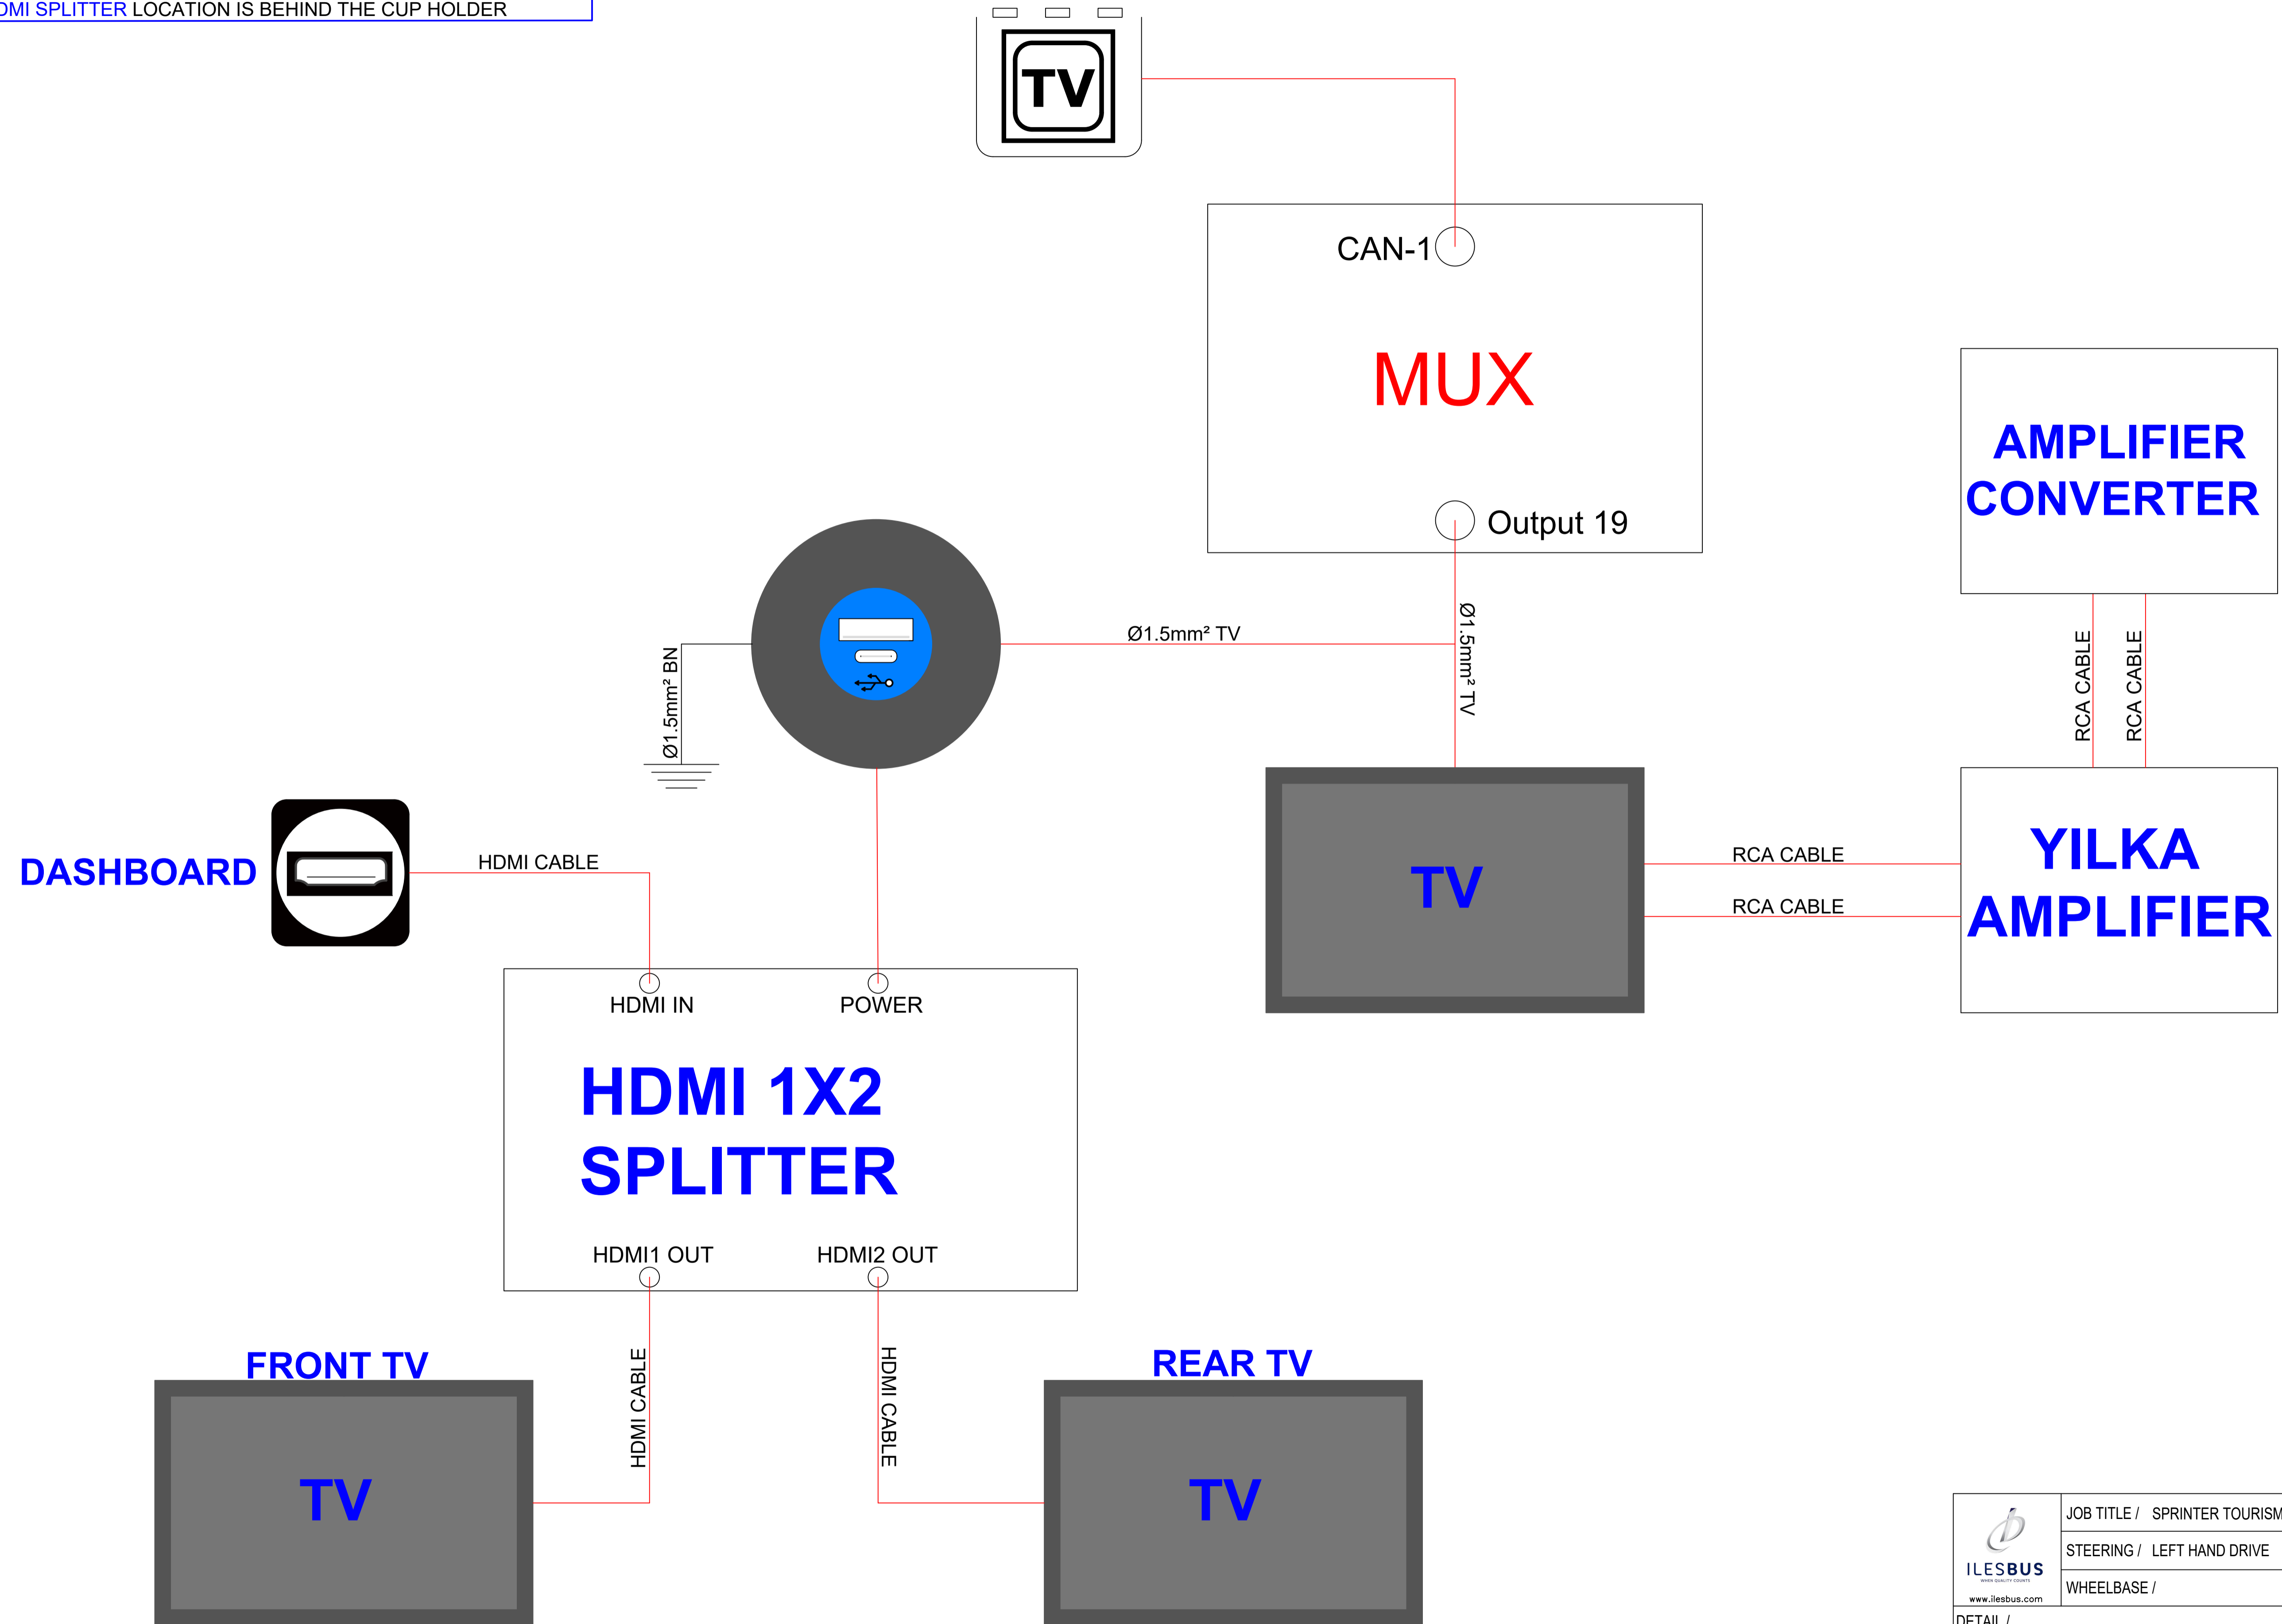 SPLITTER LOCATION IS BEHIND THE CUP HOLDER
TV
CAN-1
MUX
Output 19
AMPLIFIER
CONVERTER
Ø1.5mm² TV
Ø1.5mm² TV
Ø1.5mm² BN
RCA CABLE
RCA CABLE
DASHBOARD
HDMI CABLE
TV
RCA CABLE
RCA CABLE
YILKA
AMPLIFIER
HDMI IN
POWER
HDMI 1X2
SPLITTER
HDMI1 OUT
HDMI2 OUT
HDMI CABLE
HDMI CABLE
FRONT TV
TV
REAR TV
TV
ILESBUS
WHEN QUALITY COUNTS
www.ilesbus.com
JOB TITLE / SPRINTER TOURISM
STEERING / LEFT HAND DRIVE
WHEELBASE /
DETAIL /